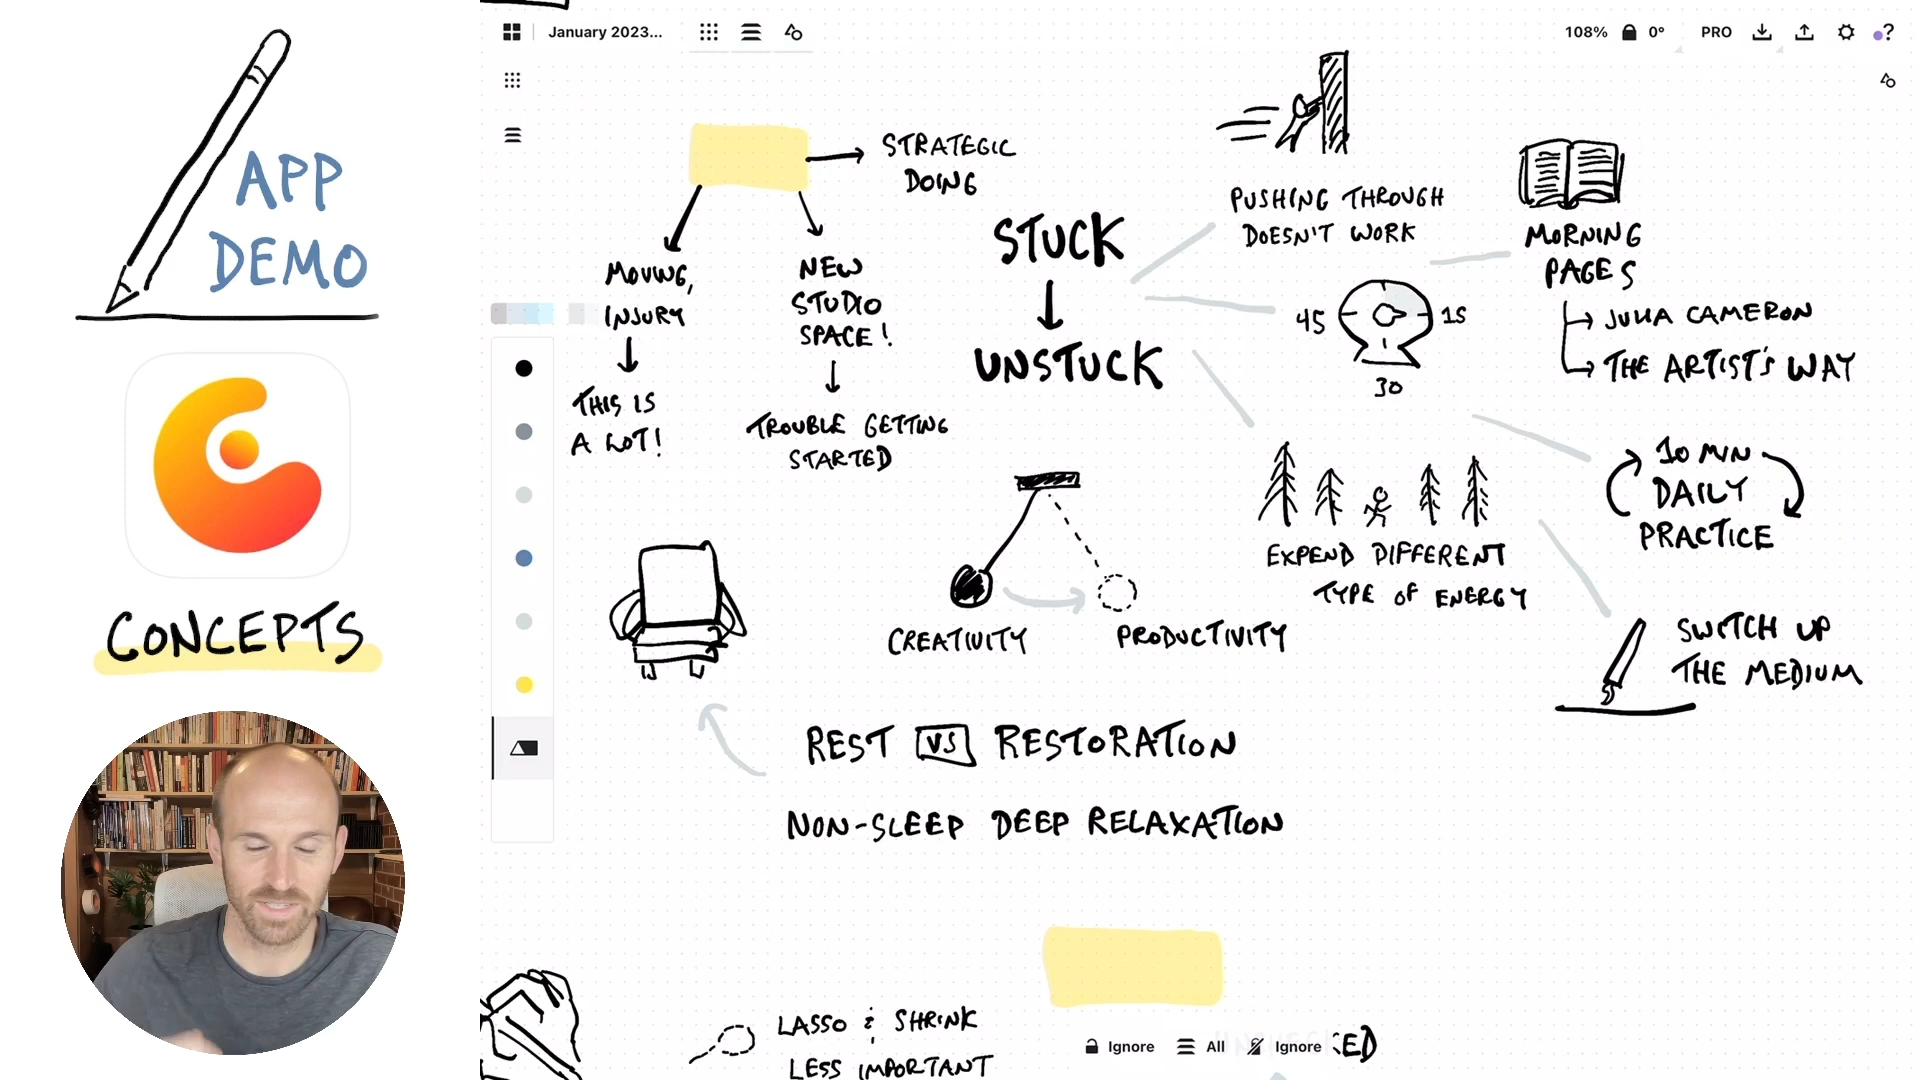 APP
DEMO
CONCEPTS
January 2023...
108%
0°
PRO
?
STRATEGIC
DOING
MOVING,
INJURY
THIS IS
A LOT!
NEW
STUDIO
SPACE!
TROUBLE GETTING
STARTED
STUCK
UNSTUCK
PUSHING THROUGH
DOESN'T WORK
MORNING
PAGES
JULIA CAMERON
THE ARTIST'S WAY
45
15
30
10 MIN
DAILY
PRACTICE
EXPEND DIFFERENT
TYPE OF ENERGY
SWITCH UP
THE MEDIUM
CREATIVITY
PRODUCTIVITY
REST VS RESTORATION
NON-SLEEP DEEP RELAXATION
LASSO & SHRINK
LESS IMPORTANT
Ignore
All
Ignore